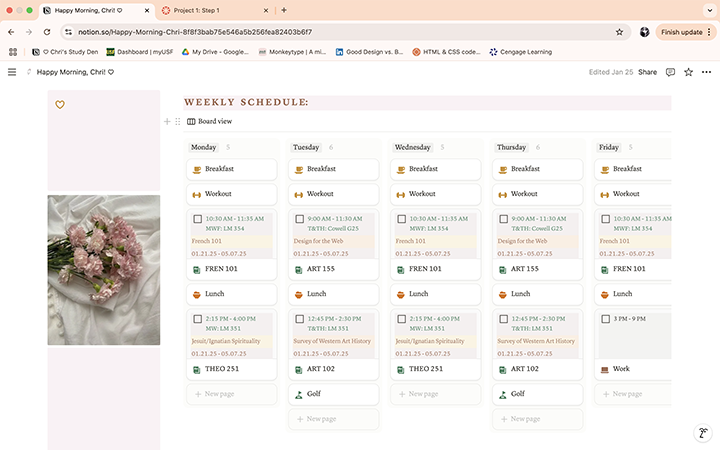 Happy Morning, Chri! ♡
Project 1: Step 1
notion.so/Happy-Morning-Chri-8f8f3bab75e546a5b256fea82403b6f7
Finish update
♡ Chri's Study Den
Dashboard | myUSF
My Drive - Google...
Monkeytype | A mi...
Good Design vs. B...
HTML & CSS code...
Cengage Learning
Happy Morning, Chri! ♡
Edited Jan 25
Share
WEEKLY SCHEDULE:
Board view
Monday 5
Breakfast
Workout
10:30 AM - 11:35 AM
MWF: LM 354
French 101
01.21.25 - 05.07.25
FREN 101
Lunch
2:15 PM - 4:00 PM
MW: LM 351
Jesuit/Ignatian Spirituality
01.21.25 - 05.07.25
THEO 251
+ New page
Tuesday 6
Breakfast
Workout
9:00 AM - 11:30 AM
T&TH: Cowell G25
Design for the Web
01.21.25 - 05.07.25
ART 155
Lunch
12:45 PM - 2:30 PM
T&TH: LM 351
Survey of Western Art History
01.21.25 - 05.07.25
ART 102
Golf
+ New page
Wednesday 5
Breakfast
Workout
10:30 AM - 11:35 AM
MWF: LM 354
French 101
01.21.25 - 05.07.25
FREN 101
Lunch
2:15 PM - 4:00 PM
MW: LM 351
Jesuit/Ignatian Spirituality
01.21.25 - 05.07.25
THEO 251
+ New page
Thursday 6
Breakfast
Workout
9:00 AM - 11:30 AM
T&TH: Cowell G25
Design for the Web
01.21.25 - 05.07.25
ART 155
Lunch
12:45 PM - 2:30 PM
T&TH: LM 351
Survey of Western Art History
01.21.25 - 05.07.25
ART 102
Golf
+ New page
Friday 5
Breakfast
Workout
10:30 AM - 11:35 AM
MWF: LM 354
French 101
01.21.25 - 05.07.25
FREN 101
Lunch
3 PM - 9 PM
Work
+ New page